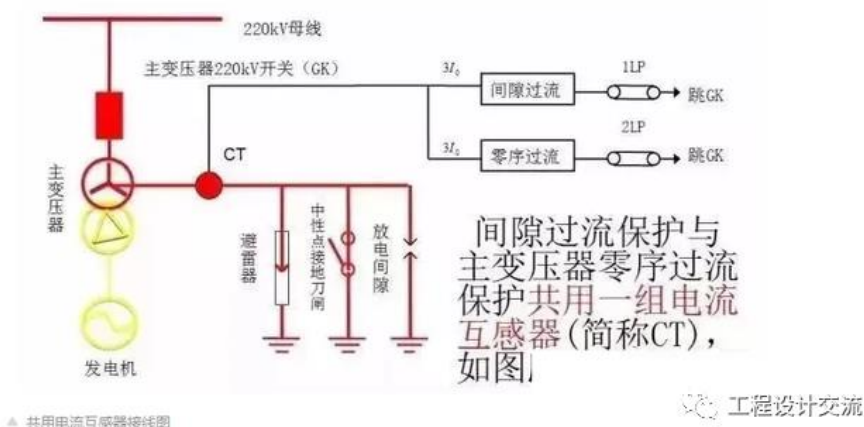 220kV母线
主变压器220kV开关（GK）
3I₀
间隙过流
1LP
跳GK
3I₀
零序过流
2LP
跳GK
CT
主变压器
避雷器
中性点接地刀闸
放电间隙
发电机
间隙过流保护与
主变压器零序过流
保护共用一组电流
互感器(简称CT),
如图
工程设计交流
共用电流互感器接线图